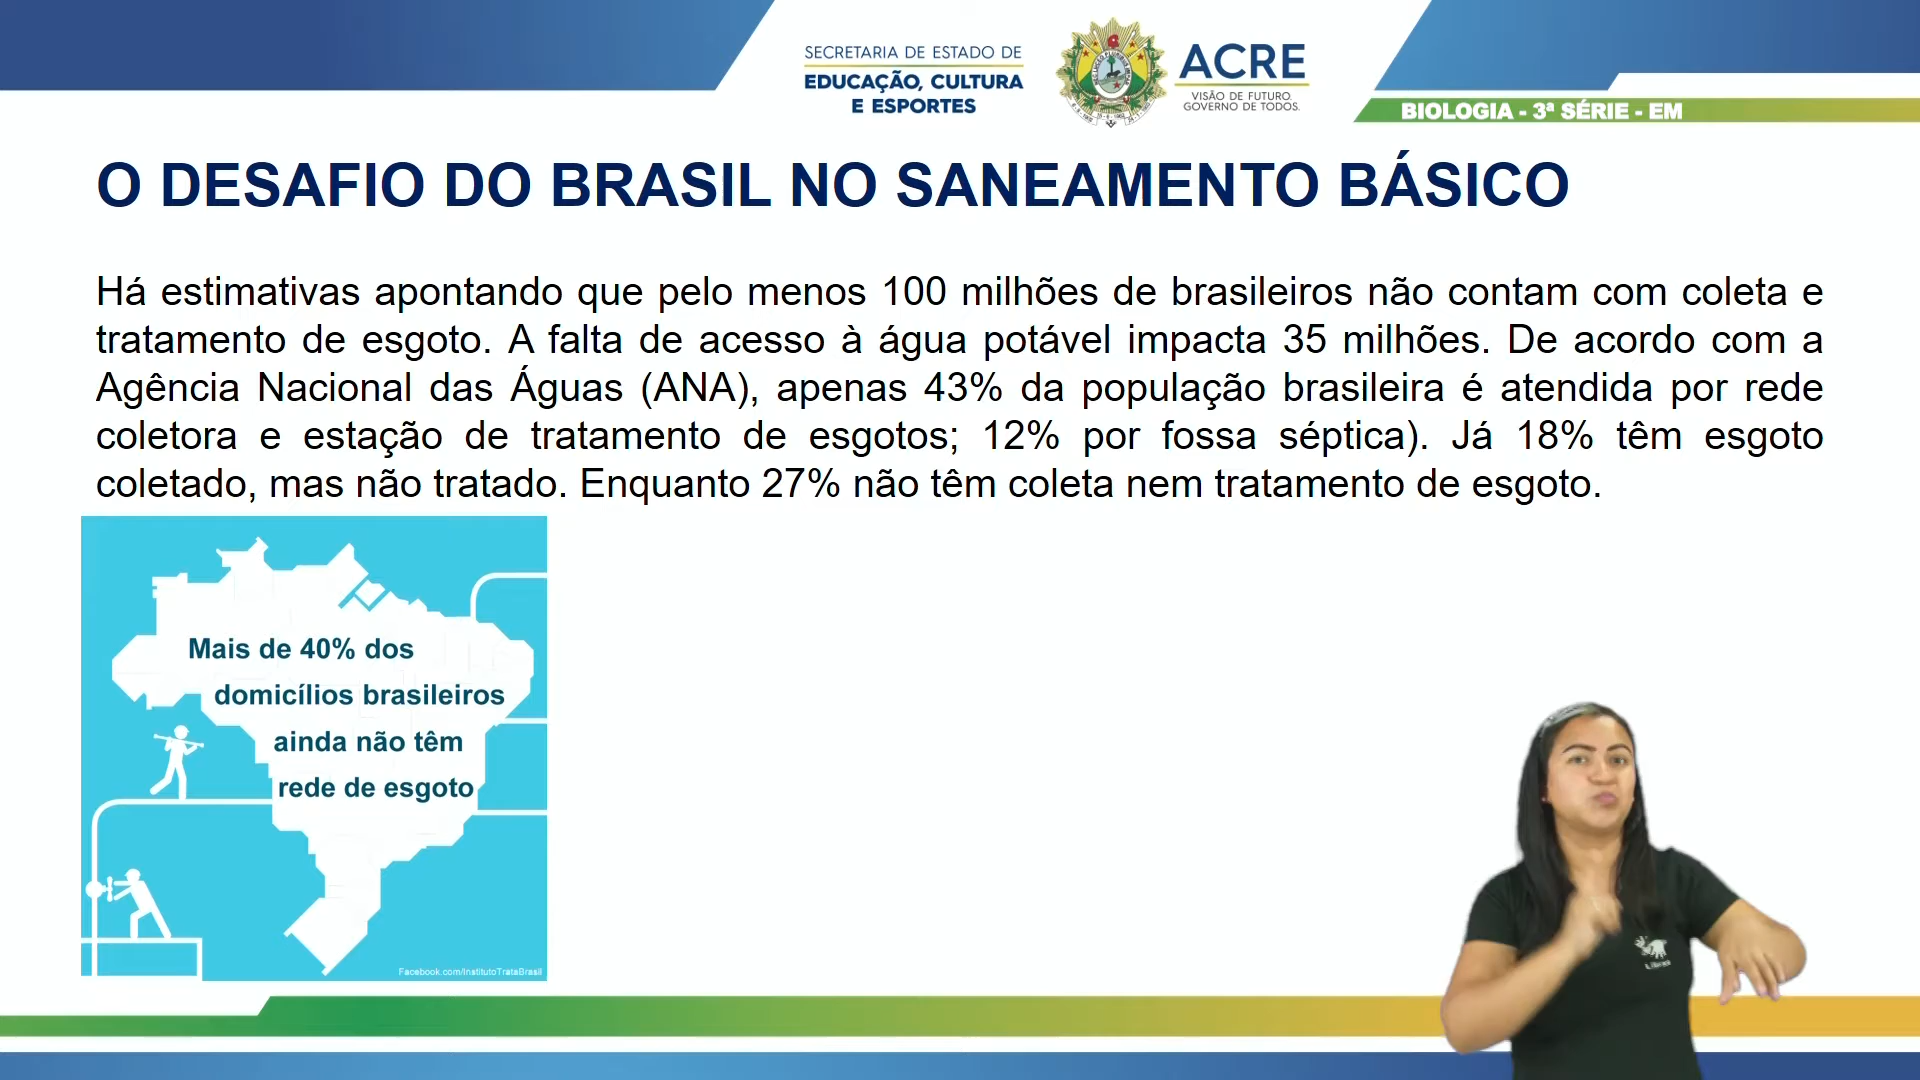 SECRETARIA DE ESTADO DE
EDUCAÇÃO, CULTURA
E ESPORTES
ACRE
VISÃO DE FUTURO.
GOVERNO DE TODOS.
BIOLOGIA - 3ª SÉRIE - EM
O DESAFIO DO BRASIL NO SANEAMENTO BÁSICO
Há estimativas apontando que pelo menos 100 milhões de brasileiros não contam com coleta e
tratamento de esgoto. A falta de acesso à água potável impacta 35 milhões. De acordo com a
Agência Nacional das Águas (ANA), apenas 43% da população brasileira é atendida por rede
coletora e estação de tratamento de esgotos; 12% por fossa séptica). Já 18% têm esgoto
coletado, mas não tratado. Enquanto 27% não têm coleta nem tratamento de esgoto.
Mais de 40% dos
domicílios brasileiros
ainda não têm
rede de esgoto
Facebook.com/InstitutoTrataBrasil